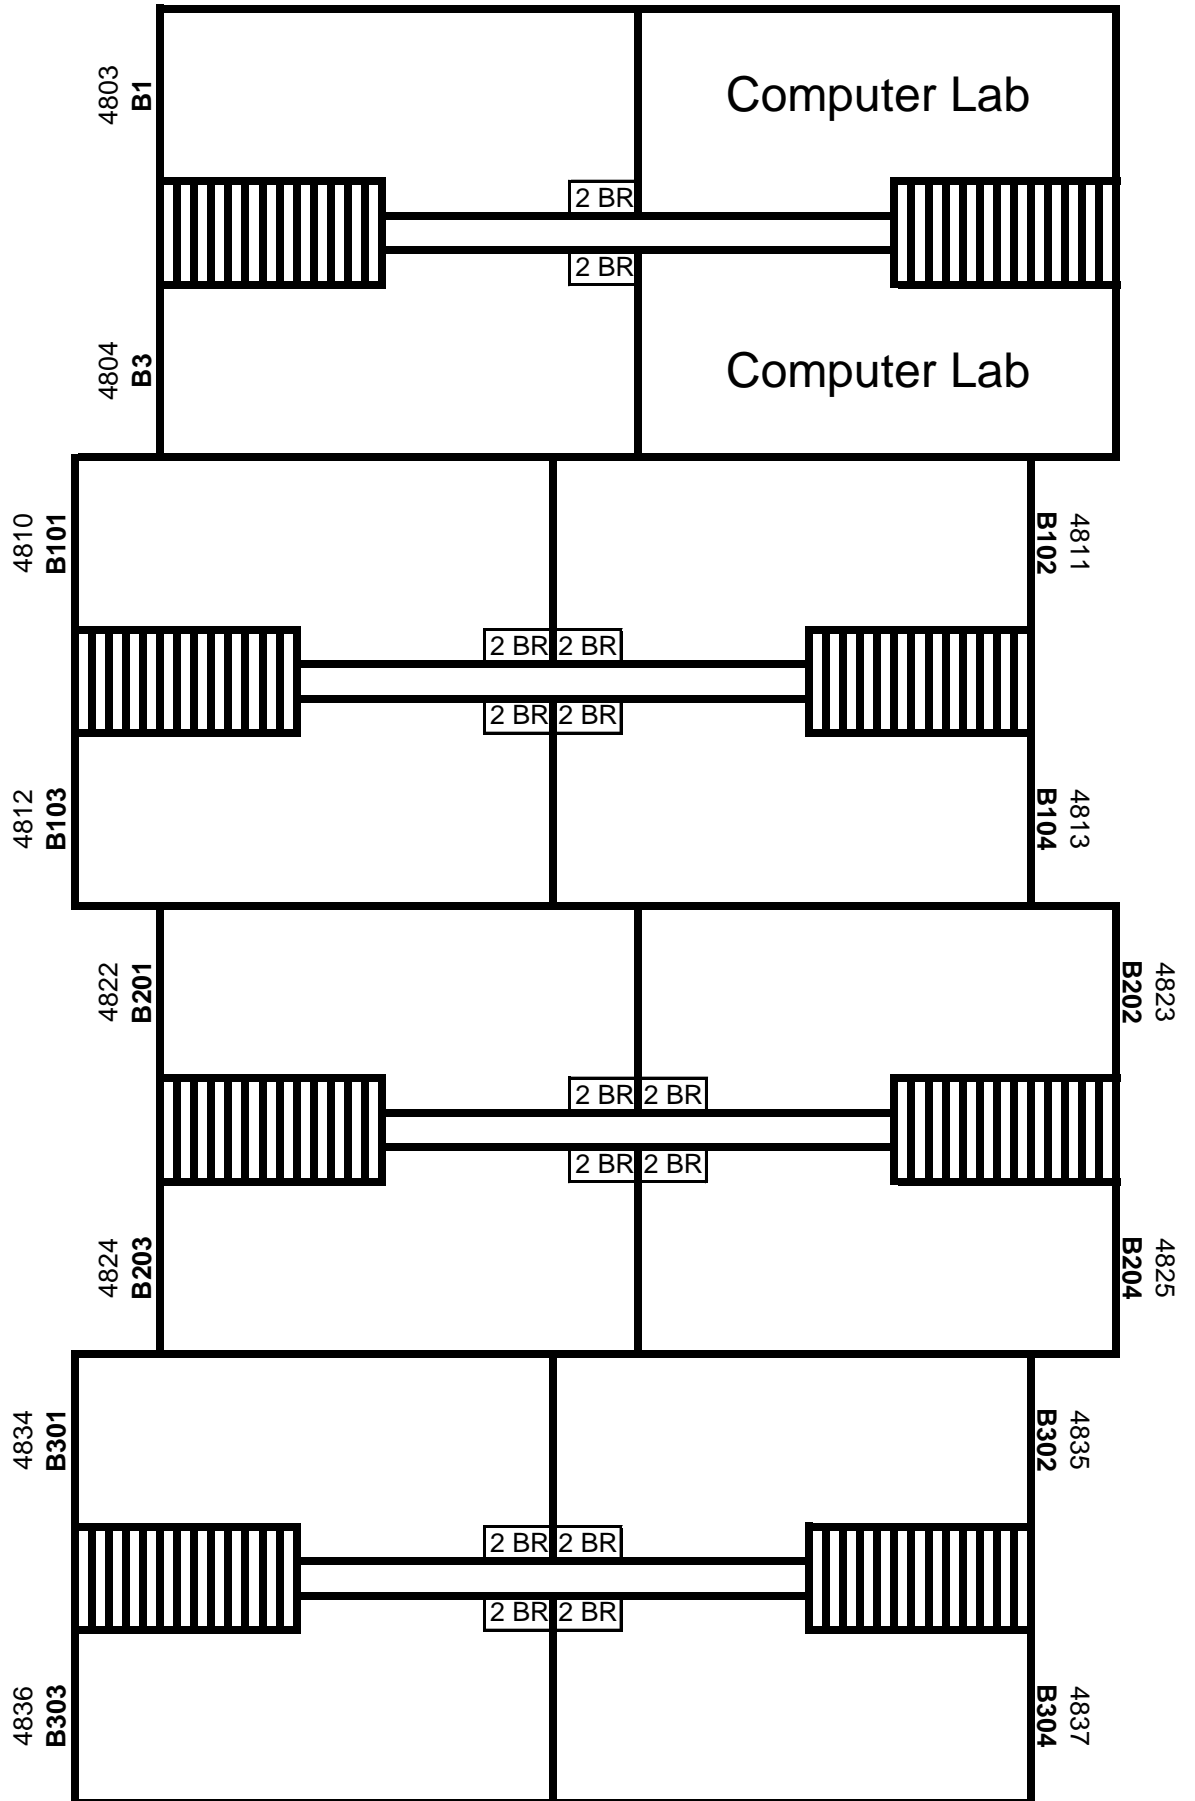 4803
B1
Computer Lab
2 BR
2 BR
4804
B3
Computer Lab
4810
B101
B102
4811
2 BR 2 BR
2 BR 2 BR
4812
B103
B104
4813
4822
B201
B202
4823
2 BR 2 BR
2 BR 2 BR
4824
B203
B204
4825
4834
B301
B302
4835
2 BR 2 BR
2 BR 2 BR
4836
B303
B304
4837